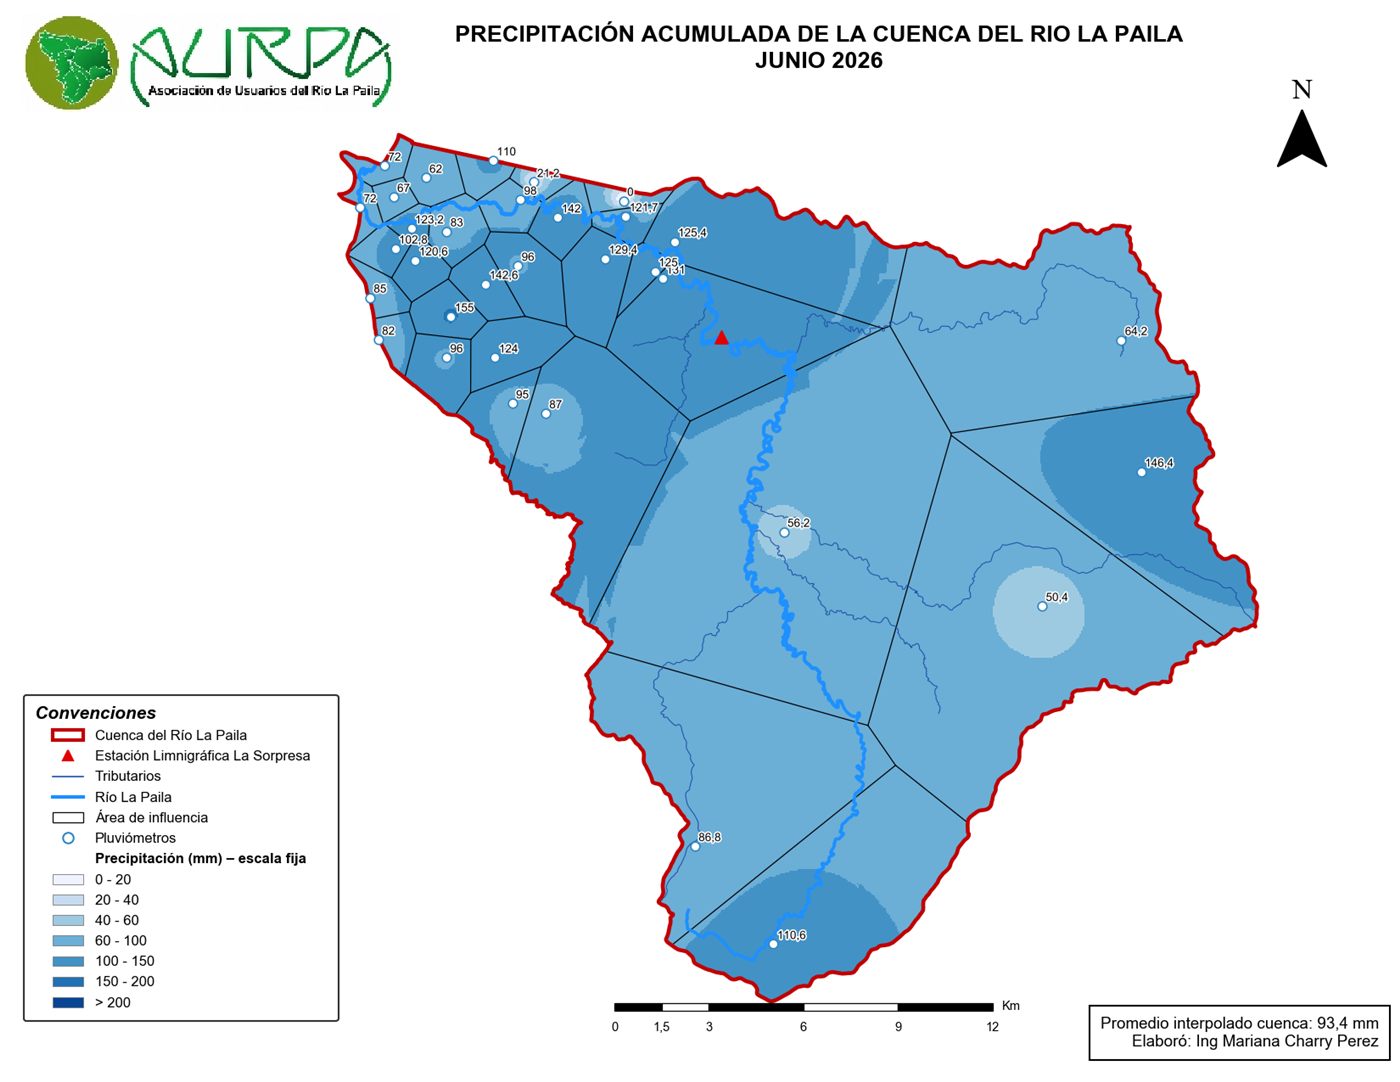 AURPA
Asociación de Usuarios del Río La Paila
PRECIPITACIÓN ACUMULADA DE LA CUENCA DEL RIO LA PAILA
JUNIO 2026
N
72
110
62
21,2
67
98
0
72
142
121,7
123,2
83
125,4
102,8
120,6
96
129,4
125
131
142,6
85
155
82
64,2
96
124
95
87
146,4
56,2
50,4
86,8
110,6
Convenciones
Cuenca del Río La Paila
Estación Limnigráfica La Sorpresa
Tributarios
Río La Paila
Área de influencia
Pluviómetros
Precipitación (mm) – escala fija
0 - 20
20 - 40
40 - 60
60 - 100
100 - 150
150 - 200
> 200
Km
0 1,5 3 6 9 12
Promedio interpolado cuenca: 93,4 mm
Elaboró: Ing Mariana Charry Perez